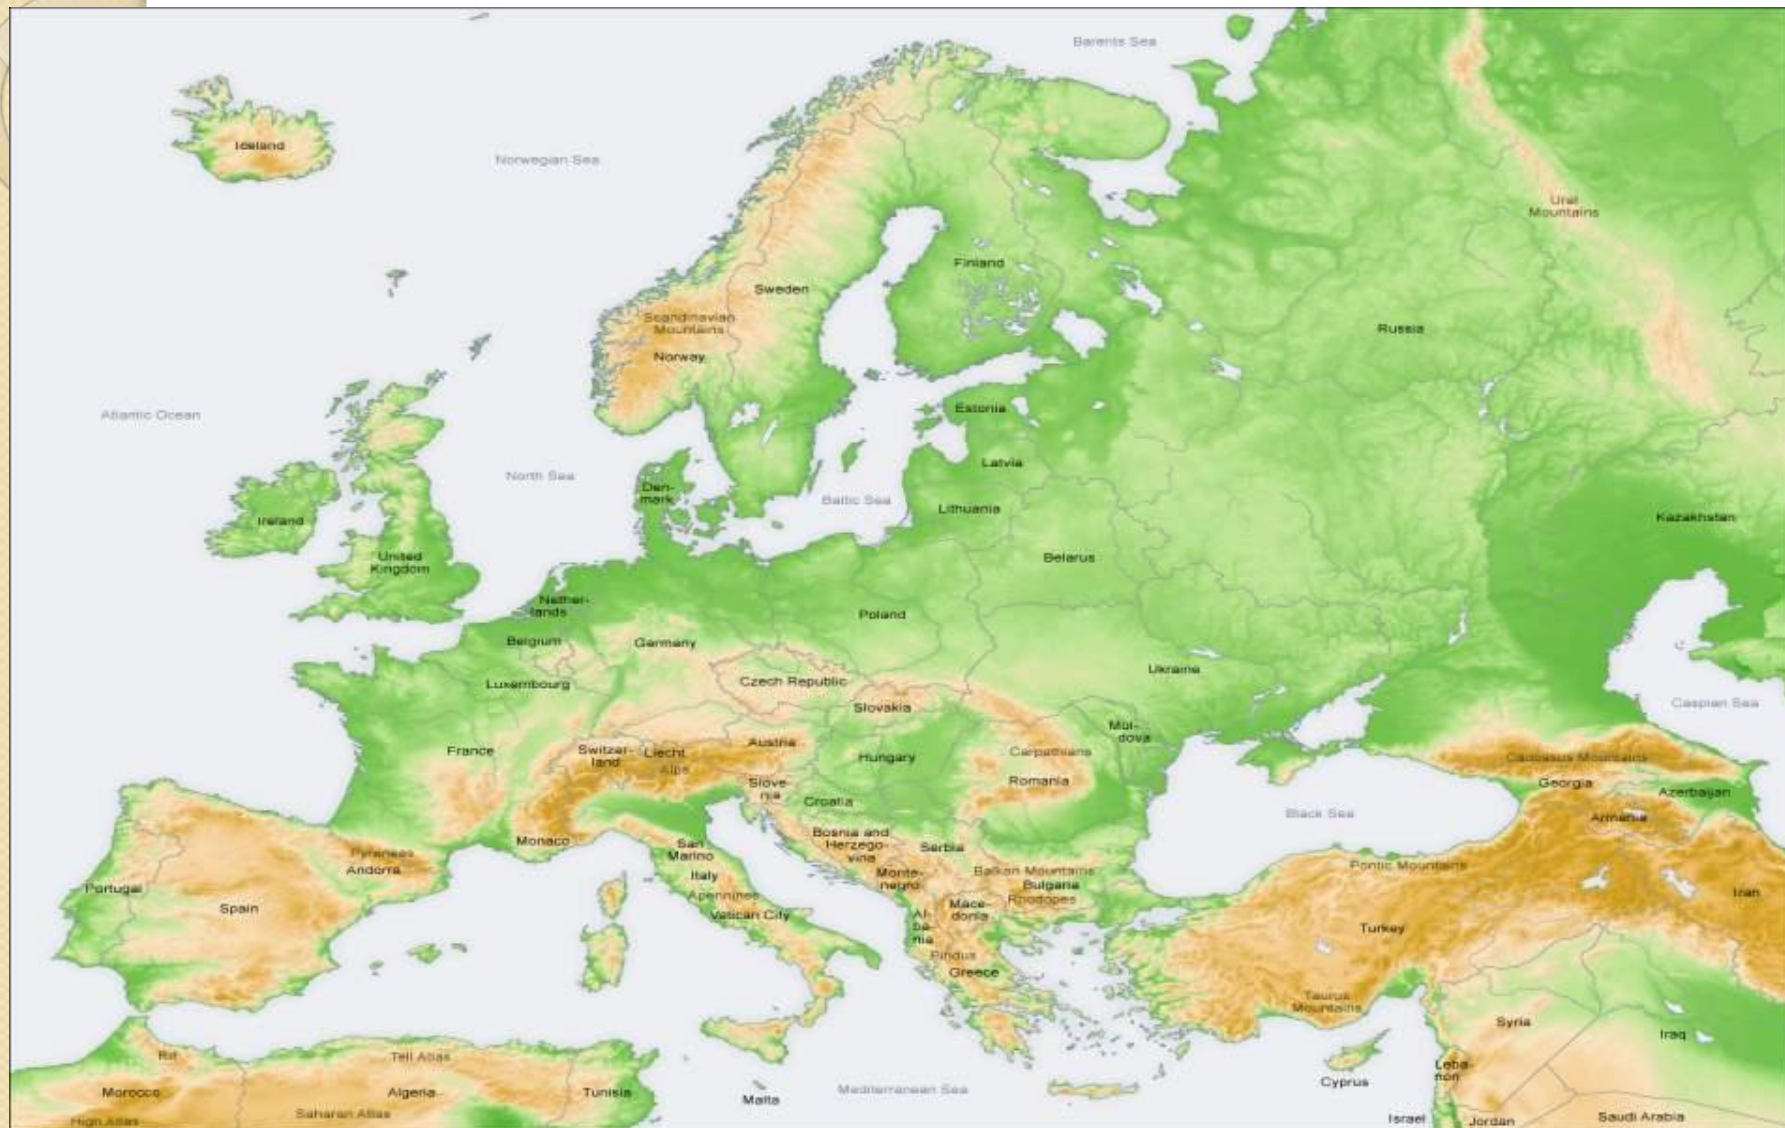 Barents Sea
Iceland
Norwegian Sea
Ural
Mountains
Finland
Sweden
Scandinavian
Mountains
Russia
Norway
Atlantic Ocean
Estonia
Latvia
North Sea
Den-
mark
Baltic Sea
Lithuania
Ireland
Kazakhstan
United
Kingdom
Belarus
Nether-
lands
Poland
Belgium
Germany
Ukraine
Luxembourg
Czech Republic
Slovakia
Caspian Sea
Mol-
dova
France
Switzer-
land
Liecht.
Austria
Alps
Hungary
Carpathians
Caucasus Mountains
Romania
Slove-
nia
Georgia
Azerbaijan
Croatia
Black Sea
Armenia
Monaco
San
Marino
Bosnia and
Herzego-
vina
Serbia
Pyrenees
Andorra
Italy
Monte-
negro
Balkan Mountains
Bulgaria
Pontic Mountains
Portugal
Spain
Apennines
Vatican City
Mace-
donia
Rhodopes
Iran
Al-
ba-
nia
Turkey
Pindus
Greece
Taurus
Mountains
Syria
Iraq
Rif
Tell Atlas
Morocco
Algeria
Tunisia
Malta
Mediterranean Sea
Cyprus
Leba-
non
High Atlas
Saharan Atlas
Israel
Jordan
Saudi Arabia